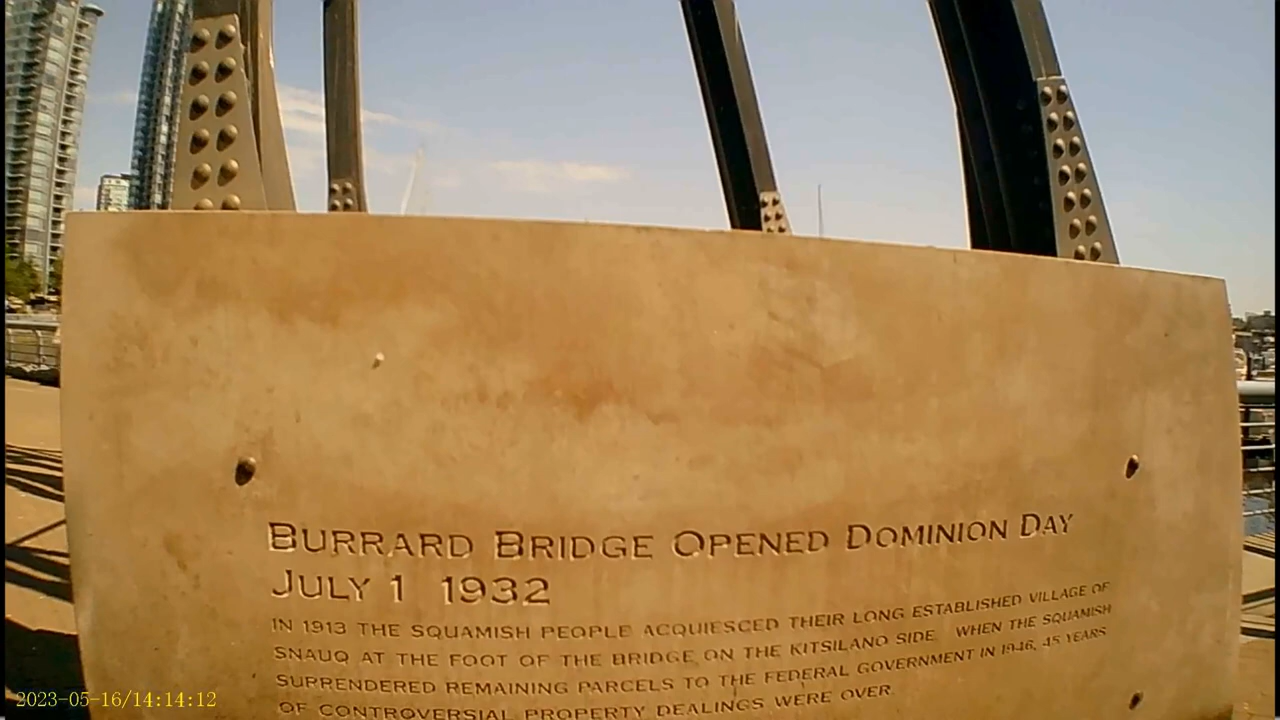 BURRARD BRIDGE OPENED DOMINION DAY
JULY 1 1932
IN 1913 THE SQUAMISH PEOPLE ACQUIESCED THEIR LONG ESTABLISHED VILLAGE OF
SNAUQ AT THE FOOT OF THE BRIDGE, ON THE KITSILANO SIDE. WHEN THE SQUAMISH
SURRENDERED REMAINING PARCELS TO THE FEDERAL GOVERNMENT IN 1946, 45 YEARS
OF CONTROVERSIAL PROPERTY DEALINGS WERE OVER.
2023-05-16/14:14:12